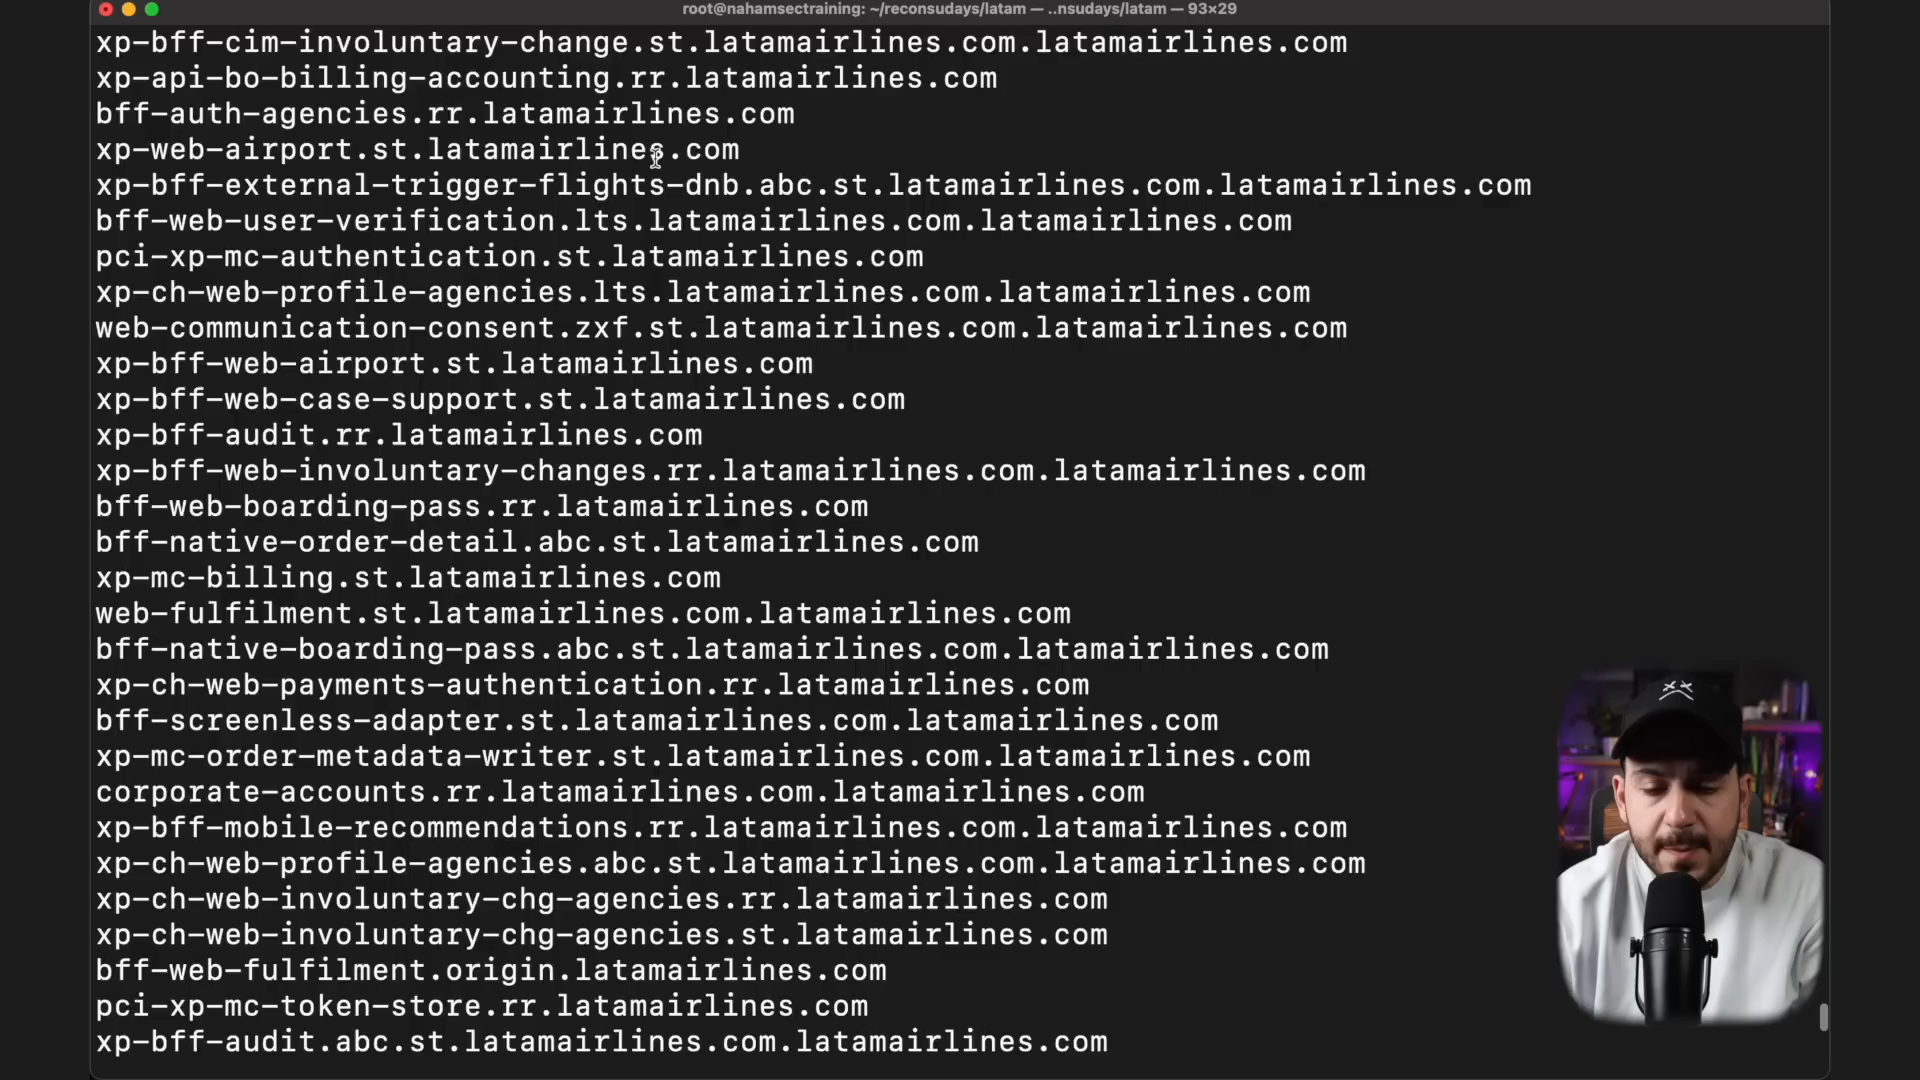 root@nahamsectraining: ~/reconsudays/latam — ..nsudays/latam — 93×29
xp-bff-cim-involuntary-change.st.latamairlines.com.latamairlines.com
xp-api-bo-billing-accounting.rr.latamairlines.com
bff-auth-agencies.rr.latamairlines.com
xp-web-airport.st.latamairlines.com
xp-bff-external-trigger-flights-dnb.abc.st.latamairlines.com.latamairlines.com
bff-web-user-verification.lts.latamairlines.com.latamairlines.com
pci-xp-mc-authentication.st.latamairlines.com
xp-ch-web-profile-agencies.lts.latamairlines.com.latamairlines.com
web-communication-consent.zxf.st.latamairlines.com.latamairlines.com
xp-bff-web-airport.st.latamairlines.com
xp-bff-web-case-support.st.latamairlines.com
xp-bff-audit.rr.latamairlines.com
xp-bff-web-involuntary-changes.rr.latamairlines.com.latamairlines.com
bff-web-boarding-pass.rr.latamairlines.com
bff-native-order-detail.abc.st.latamairlines.com
xp-mc-billing.st.latamairlines.com
web-fulfilment.st.latamairlines.com.latamairlines.com
bff-native-boarding-pass.abc.st.latamairlines.com.latamairlines.com
xp-ch-web-payments-authentication.rr.latamairlines.com
bff-screenless-adapter.st.latamairlines.com.latamairlines.com
xp-mc-order-metadata-writer.st.latamairlines.com.latamairlines.com
corporate-accounts.rr.latamairlines.com.latamairlines.com
xp-bff-mobile-recommendations.rr.latamairlines.com.latamairlines.com
xp-ch-web-profile-agencies.abc.st.latamairlines.com.latamairlines.com
xp-ch-web-involuntary-chg-agencies.rr.latamairlines.com
xp-ch-web-involuntary-chg-agencies.st.latamairlines.com
bff-web-fulfilment.origin.latamairlines.com
pci-xp-mc-token-store.rr.latamairlines.com
xp-bff-audit.abc.st.latamairlines.com.latamairlines.com